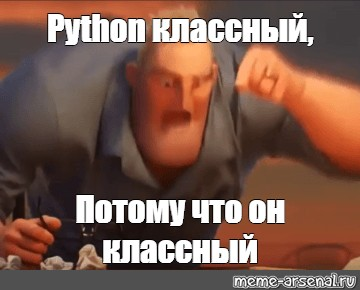 Python классный,
Потому что он
классный
meme-arsenal.ru